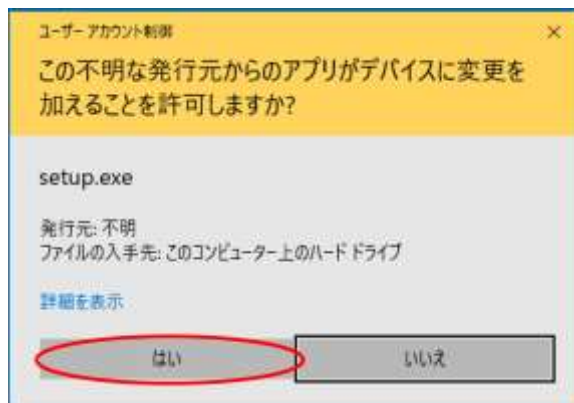 ユーザー アカウント制御
この不明な発行元からのアプリがデバイスに変更を
加えることを許可しますか?
setup.exe
発行元: 不明
ファイルの入手先: このコンピューター上のハード ドライブ
詳細を表示
はい
いいえ